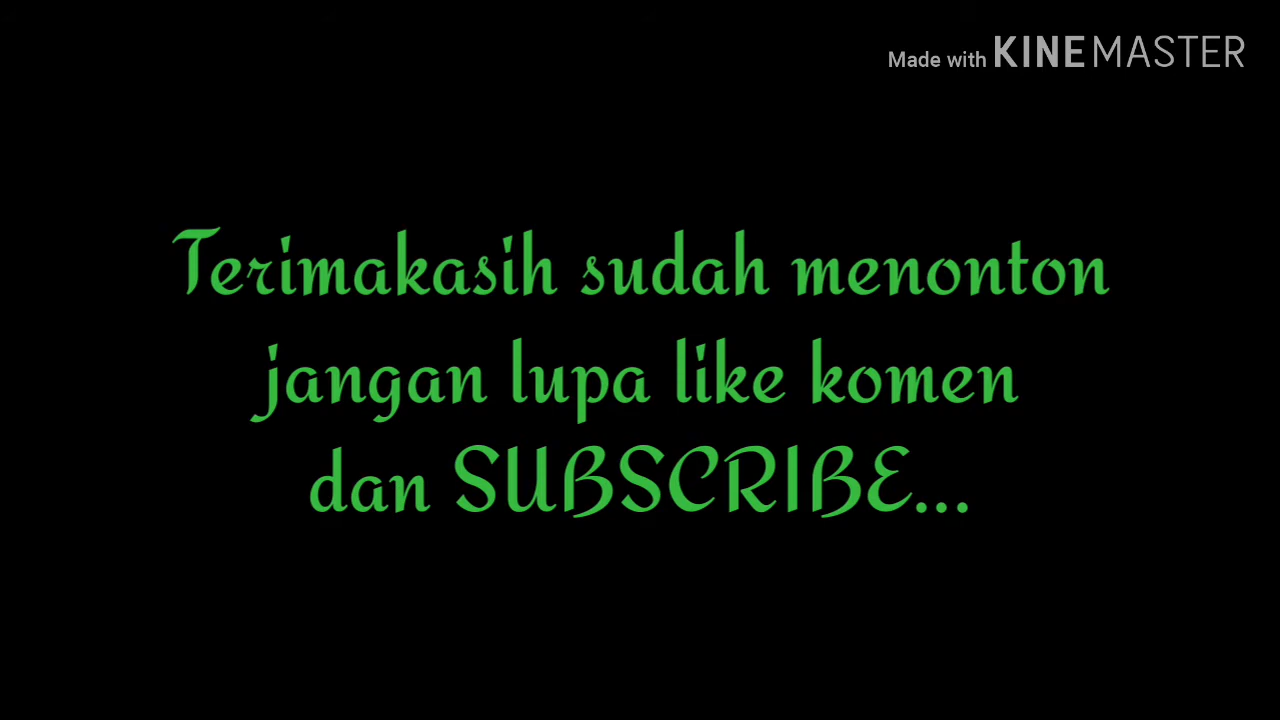 Made with KINEMASTER
Terimakasih sudah menonton
jangan lupa like komen
dan SUBSCRIBE...